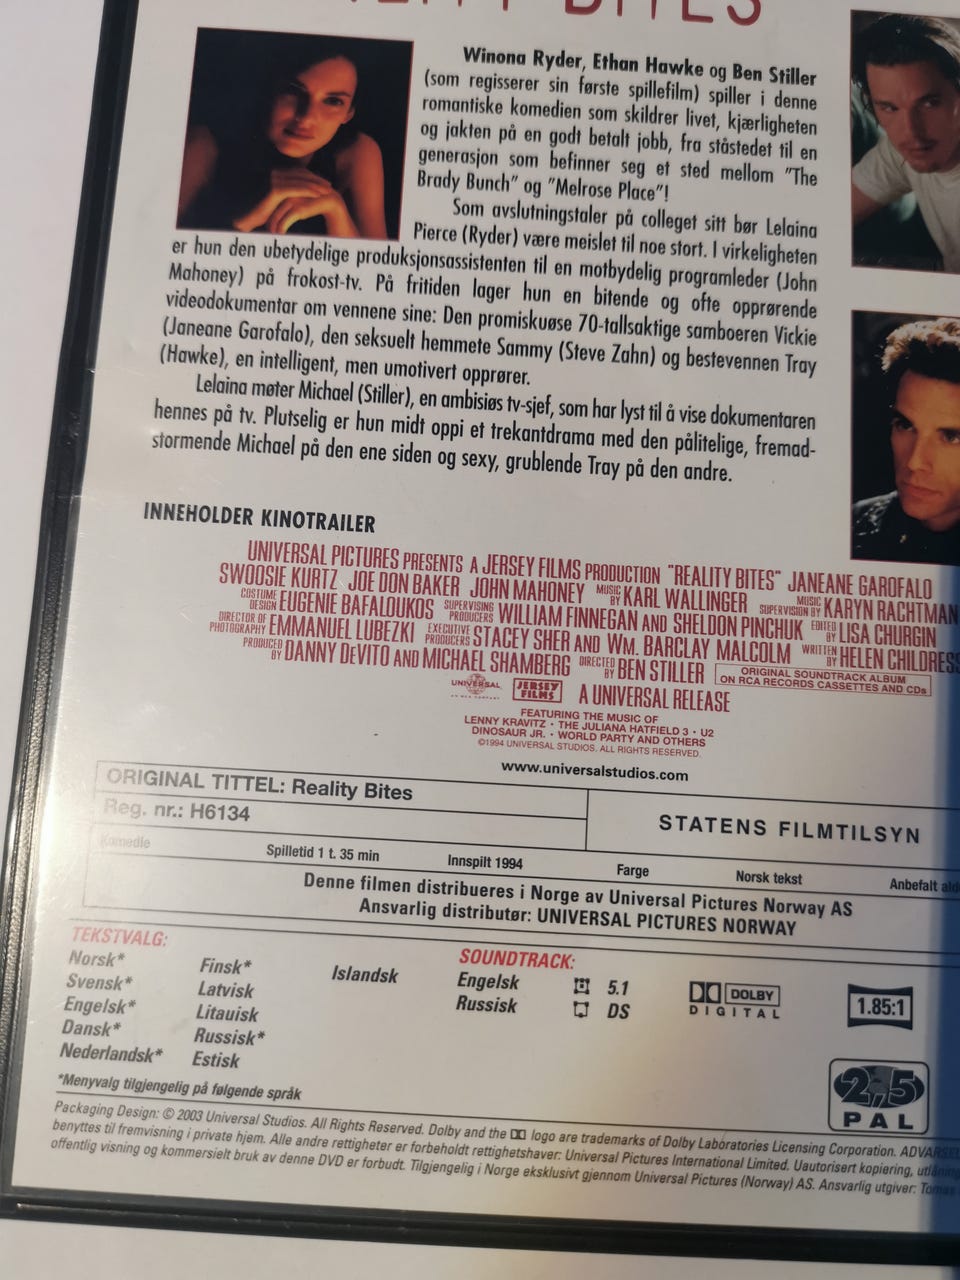 BITES
Winona Ryder, Ethan Hawke og Ben Stiller
(som regisserer sin første spillefilm) spiller i denne
romantiske komedien som skildrer livet, kjærligheten
og jakten på en godt betalt jobb, fra ståstedet til en
generasjon som befinner seg et sted mellom "The
Brady Bunch" og "Melrose Place"!
Som avslutningstaler på colleget sitt bør Lelaina
Pierce (Ryder) være meislet til noe stort. I virkeligheten
er hun den ubetydelige produksjonsassistenten til en motbydelig programleder (John
Mahoney) på frokost-tv. På fritiden lager hun en bitende og ofte opprørende
videodokumentar om vennene sine: Den promiskuøse 70-tallsaktige samboeren Vickie
(Janeane Garofalo), den seksuelt hemmete Sammy (Steve Zahn) og bestevennen Tray
(Hawke), en intelligent, men umotivert opprører.
Lelaina møter Michael (Stiller), en ambisiøs tv-sjef, som har lyst til å vise dokumentaren
hennes på tv. Plutselig er hun midt oppi et trekantdrama med den pålitelige, fremad-
stormende Michael på den ene siden og sexy, grublende Tray på den andre.
INNEHOLDER KINOTRAILER
UNIVERSAL PICTURES PRESENTS A JERSEY FILMS PRODUCTION "REALITY BITES" JANEANE GAROFALO
SWOOSIE KURTZ JOE DON BAKER JOHN MAHONEY MUSIC BY KARL WALLINGER MUSIC SUPERVISION BY KARYN RACHTMAN
COSTUME DESIGN EUGENIE BAFALOUKOS SUPERVISING PRODUCERS WILLIAM FINNEGAN AND SHELDON PINCHUK EDITED BY LISA CHURGIN
DIRECTOR OF PHOTOGRAPHY EMMANUEL LUBEZKI EXECUTIVE PRODUCERS STACEY SHER AND WM. BARCLAY MALCOLM WRITTEN BY HELEN CHILDRESS
PRODUCED BY DANNY DEVITO AND MICHAEL SHAMBERG DIRECTED BY BEN STILLER ORIGINAL SOUNDTRACK ALBUM ON RCA RECORDS CASSETTES AND CDs
UNIVERSAL JERSEY FILMS A UNIVERSAL RELEASE
FEATURING THE MUSIC OF
LENNY KRAVITZ · THE JULIANA HATFIELD 3 · U2
DINOSAUR JR. · WORLD PARTY AND OTHERS
©1994 UNIVERSAL STUDIOS. ALL RIGHTS RESERVED.
www.universalstudios.com
ORIGINAL TITTEL: Reality Bites
Reg. nr.: H6134
STATENS FILMTILSYN
Komedie Spilletid 1 t. 35 min Innspilt 1994 Farge Norsk tekst Anbefalt
Denne filmen distribueres i Norge av Universal Pictures Norway AS
Ansvarlig distributør: UNIVERSAL PICTURES NORWAY
TEKSTVALG:
Norsk* Finsk* Islandsk
Svensk* Latvisk
Engelsk* Litauisk
Dansk* Russisk*
Nederlandsk* Estisk
*Menyvalg tilgjengelig på følgende språk
SOUNDTRACK:
Engelsk 5.1
Russisk DS
DOLBY
DIGITAL
1.85:1
2,5
PAL
Packaging Design: © 2003 Universal Studios. All Rights Reserved. Dolby and the logo are trademarks of Dolby Laboratories Licensing Corporation.
benyttes til fremvisning i private hjem. Alle andre rettigheter er forbeholdt rettighetshaver: Universal Pictures International Limited. Uautorisert kopiering,
offentlig visning og kommersielt bruk av denne DVD er forbudt. Tilgjengelig i Norge eksklusivt gjennom Universal Pictures (Norway) AS. Ansvarlig utgiver: